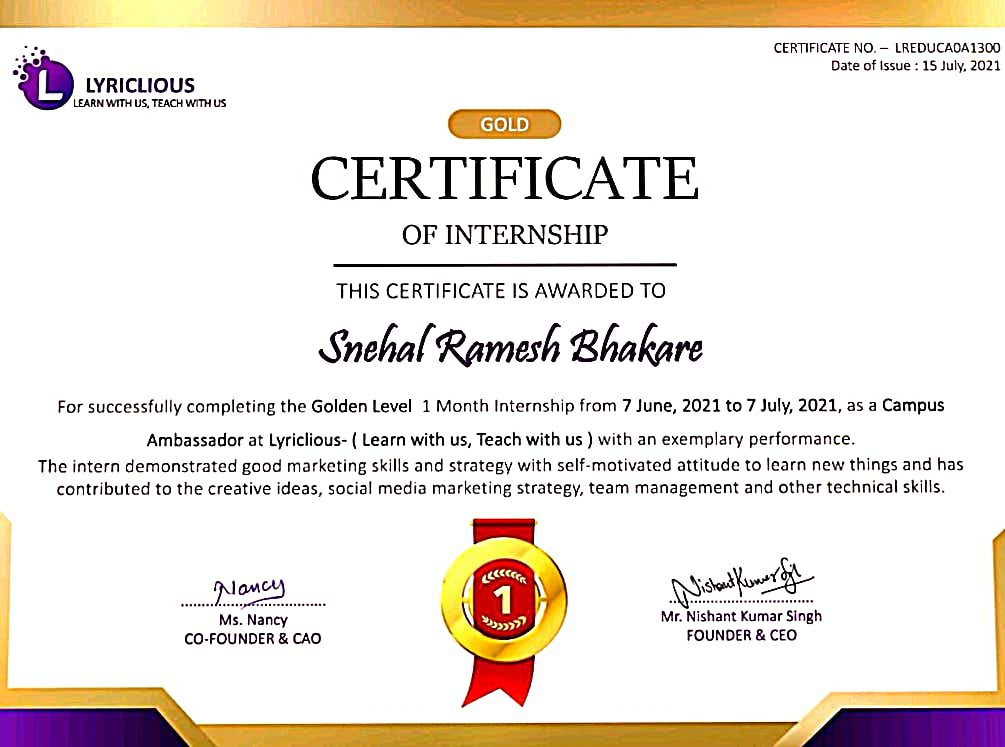 LYRICLIOUS
LEARN WITH US, TEACH WITH US
CERTIFICATE NO. – LREDUCA0A1300
Date of Issue : 15 July, 2021
GOLD
CERTIFICATE
OF INTERNSHIP
THIS CERTIFICATE IS AWARDED TO
Snehal Ramesh Bhakare
For successfully completing the Golden Level 1 Month Internship from 7 June, 2021 to 7 July, 2021, as a Campus
Ambassador at Lyriclious- ( Learn with us, Teach with us ) with an exemplary performance.
The intern demonstrated good marketing skills and strategy with self-motivated attitude to learn new things and has
contributed to the creative ideas, social media marketing strategy, team management and other technical skills.
Nancy
Ms. Nancy
CO-FOUNDER & CAO
1
Nishant Kumar Sgh
Mr. Nishant Kumar Singh
FOUNDER & CEO